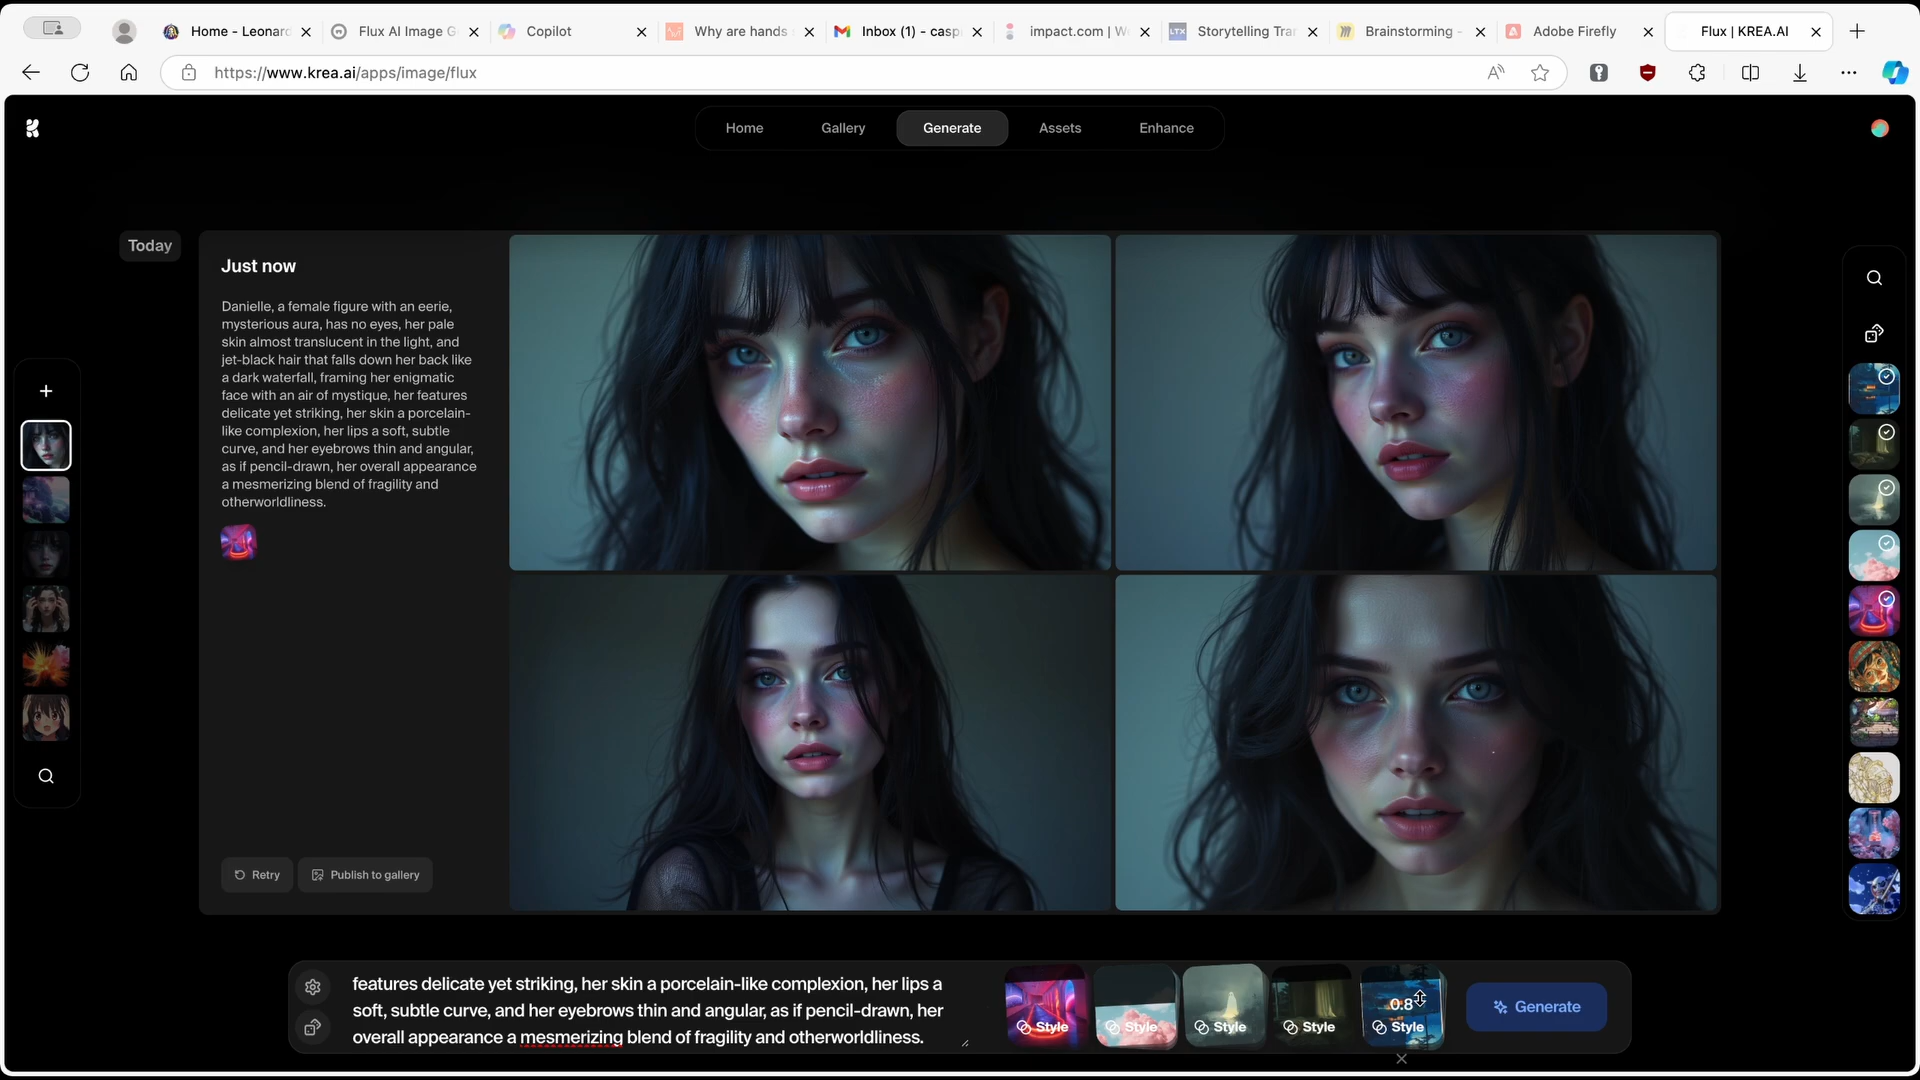 Home - Leonard
Flux AI Image G
Copilot
Why are hands
Inbox (1) - casp
impact.com | W
Storytelling Tran
Brainstorming -
Adobe Firefly
Flux | KREA.AI
https://www.krea.ai/apps/image/flux
Home
Gallery
Generate
Assets
Enhance
Today
Just now
Danielle, a female figure with an eerie,
mysterious aura, has no eyes, her pale
skin almost translucent in the light, and
jet-black hair that falls down her back like
a dark waterfall, framing her enigmatic
face with an air of mystique, her features
delicate yet striking, her skin a porcelain-
like complexion, her lips a soft, subtle
curve, and her eyebrows thin and angular,
as if pencil-drawn, her overall appearance
a mesmerizing blend of fragility and
otherworldliness.
Retry
Publish to gallery
features delicate yet striking, her skin a porcelain-like complexion, her lips a
soft, subtle curve, and her eyebrows thin and angular, as if pencil-drawn, her
overall appearance a mesmerizing blend of fragility and otherworldliness.
Style
Style
Style
Style
0.8
Style
Generate